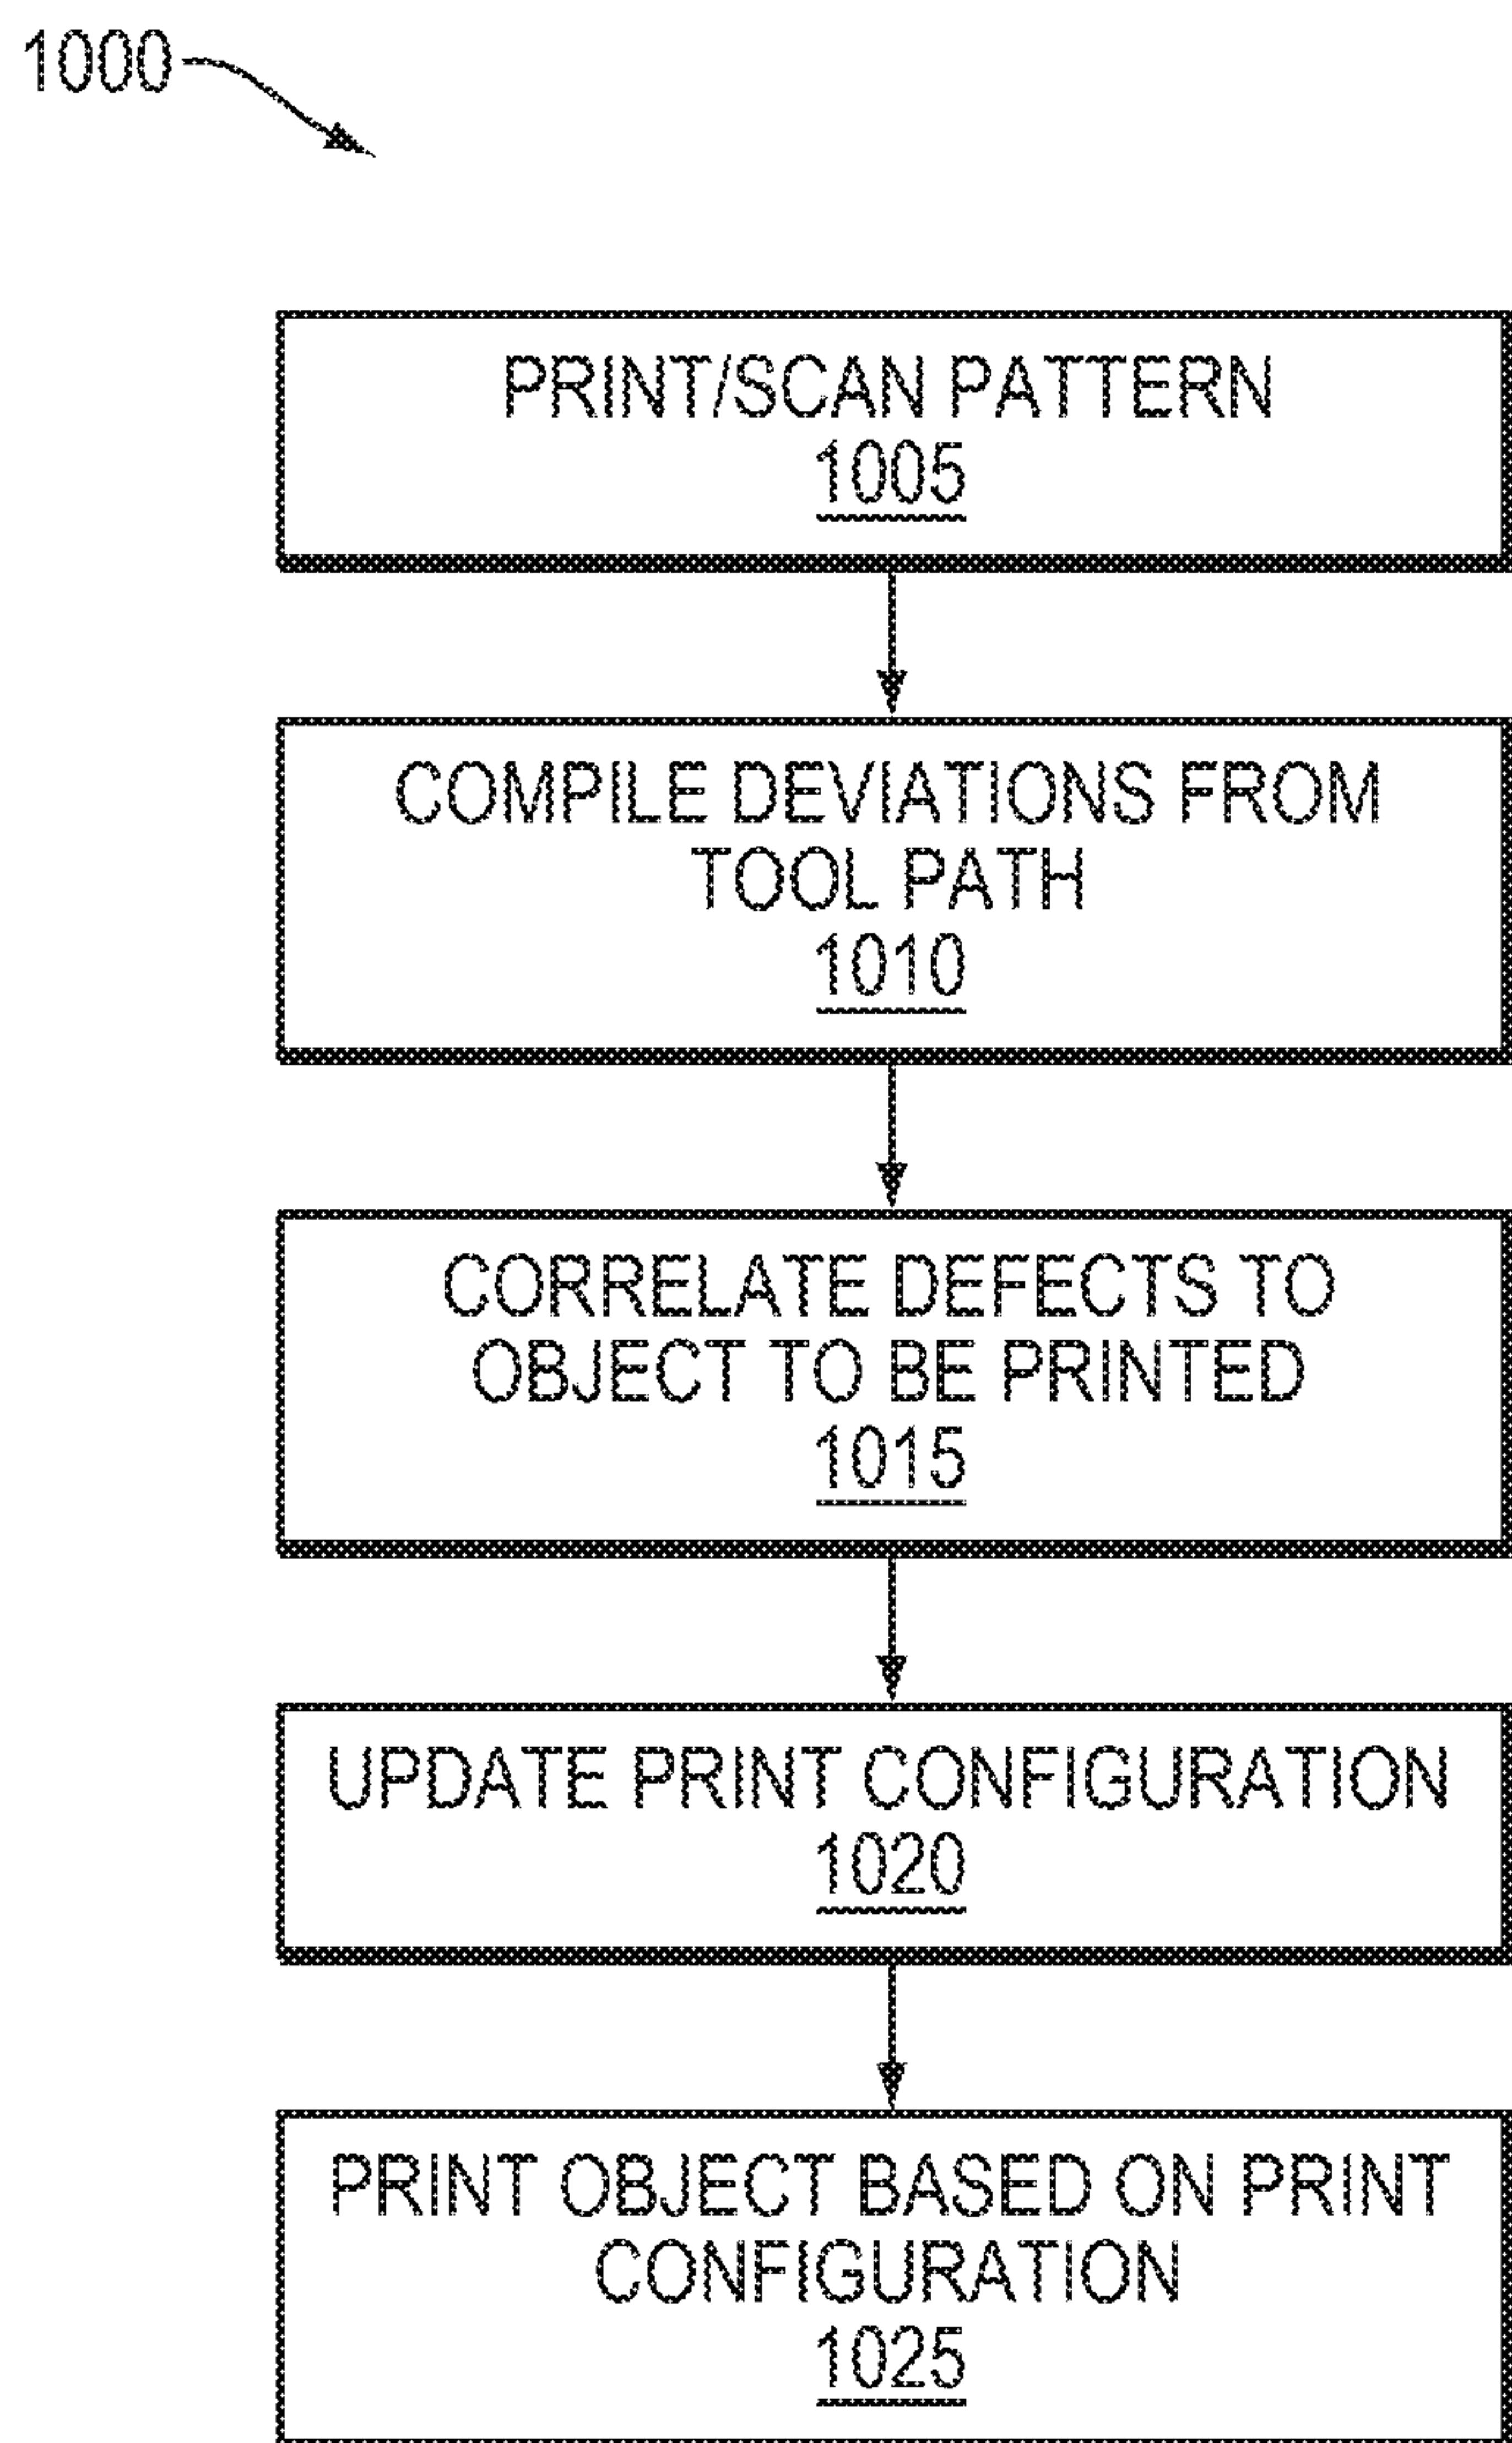 1000
PRINT/SCAN PATTERN
1005
COMPILE DEVIATIONS FROM
TOOL PATH
1010
CORRELATE DEFECTS TO
OBJECT TO BE PRINTED
1015
UPDATE PRINT CONFIGURATION
1020
PRINT OBJECT BASED ON PRINT
CONFIGURATION
1025